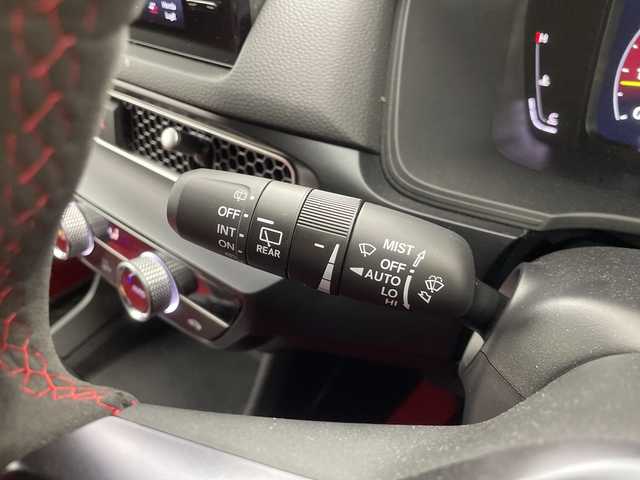 OFF
INT
ON
REAR
MIST
OFF
AUTO
LO
HI
H